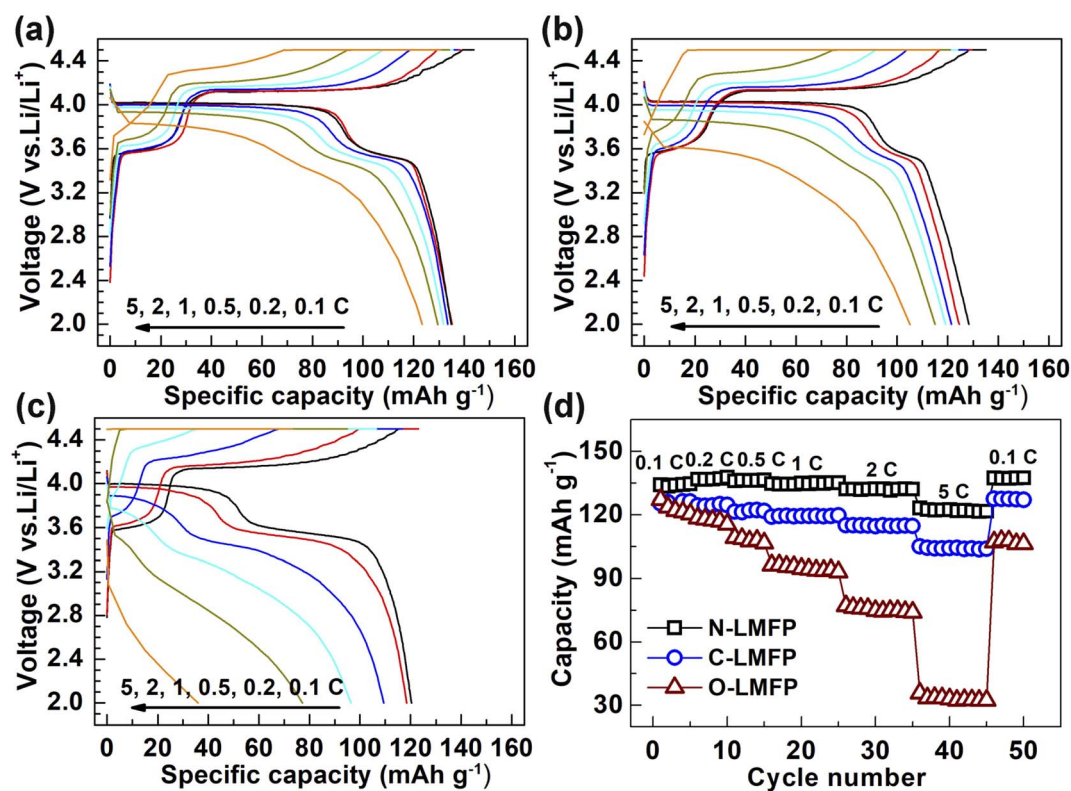 (a)
Voltage (V vs.Li/Li⁺)
4.4
4.0
3.6
3.2
2.8
2.4
2.0
5, 2, 1, 0.5, 0.2, 0.1 C
0 20 40 60 80 100 120 140 160
Specific capacity (mAh g⁻¹)
(b)
Voltage (V vs.Li/Li⁺)
4.4
4.0
3.6
3.2
2.8
2.4
2.0
5, 2, 1, 0.5, 0.2, 0.1 C
0 20 40 60 80 100 120 140 160
Specific capacity (mAh g⁻¹)
(c)
Voltage (V vs.Li/Li⁺)
4.4
4.0
3.6
3.2
2.8
2.4
2.0
5, 2, 1, 0.5, 0.2, 0.1 C
0 20 40 60 80 100 120 140 160
Specific capacity (mAh g⁻¹)
(d)
Capacity (mAh g⁻¹)
150
120
90
60
30
0.1 C 0.2 C 0.5 C 1 C 2 C 5 C 0.1 C
N-LMFP
C-LMFP
O-LMFP
0 10 20 30 40 50
Cycle number